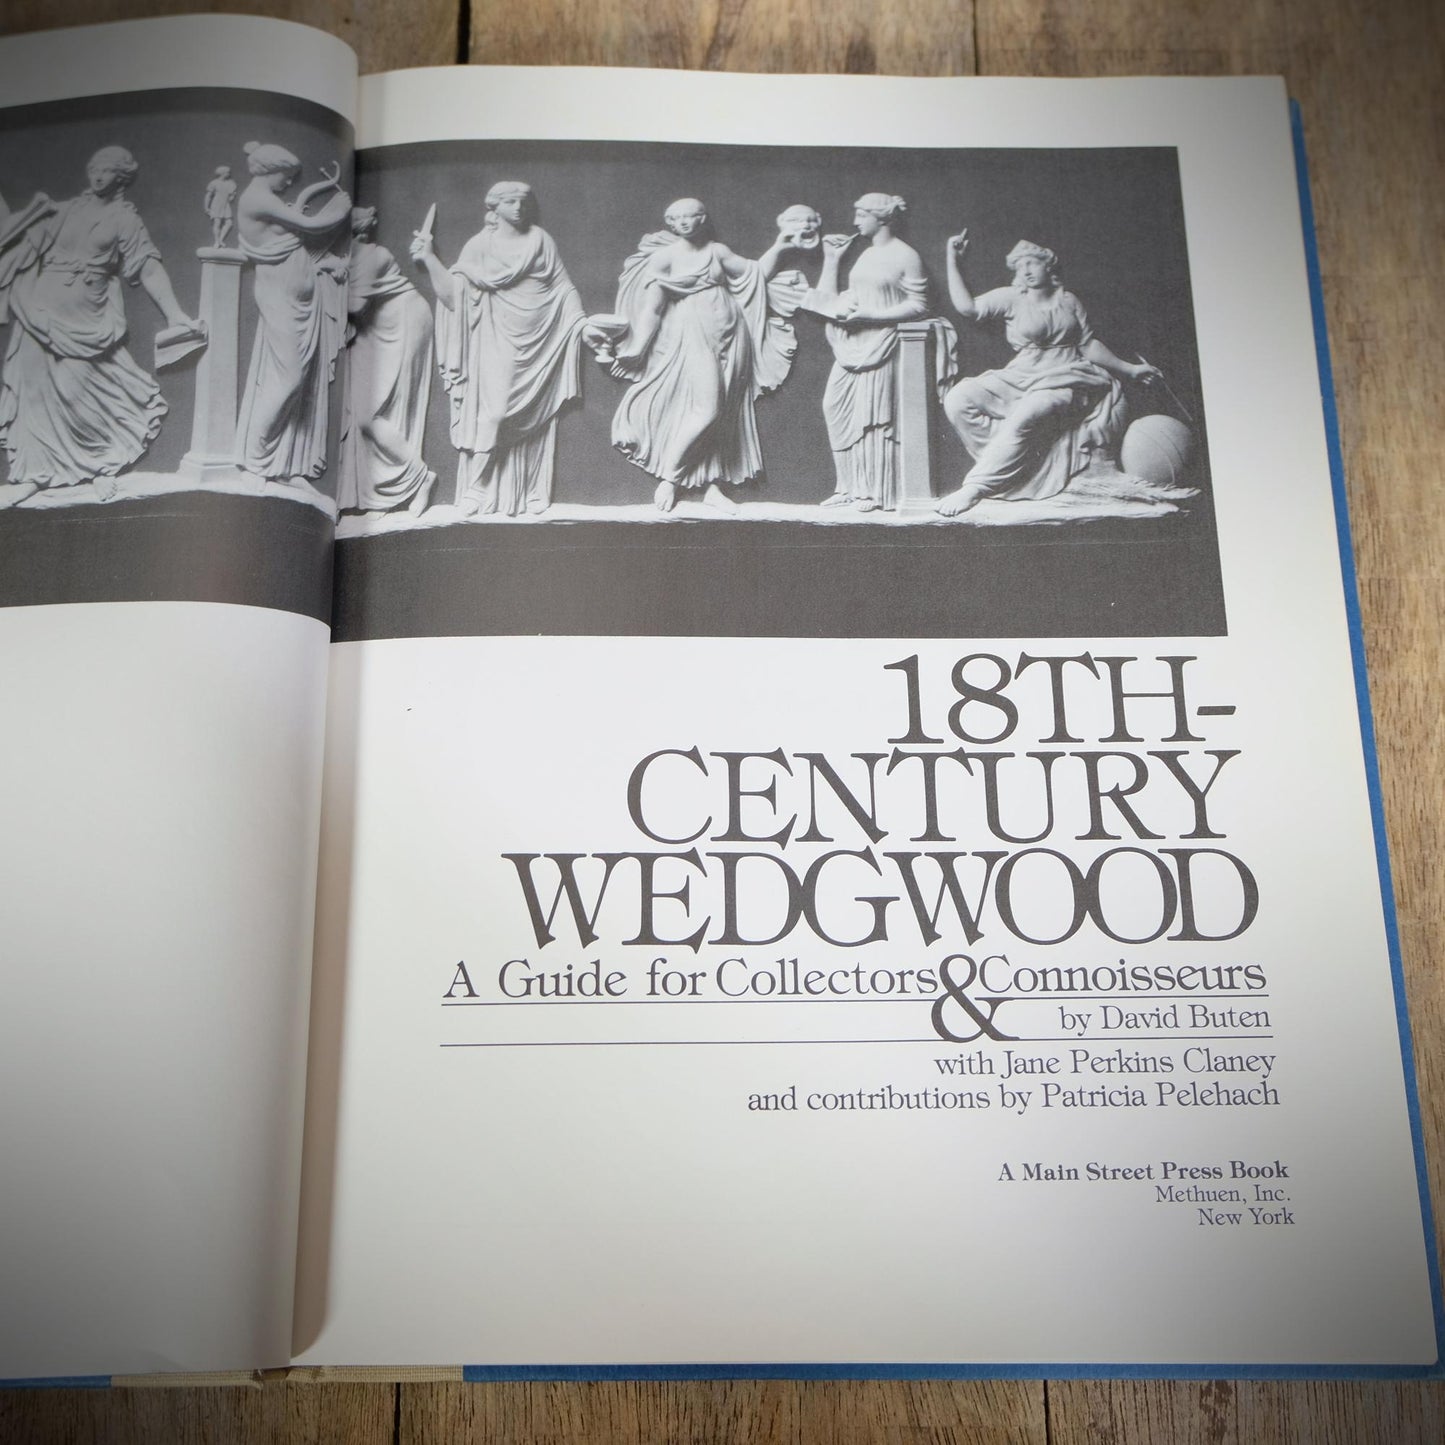 18TH-
CENTURY
WEDGWOOD
A Guide for Collectors & Connoisseurs
by David Buten
with Jane Perkins Claney
and contributions by Patricia Pelehach
A Main Street Press Book
Methuen, Inc.
New York